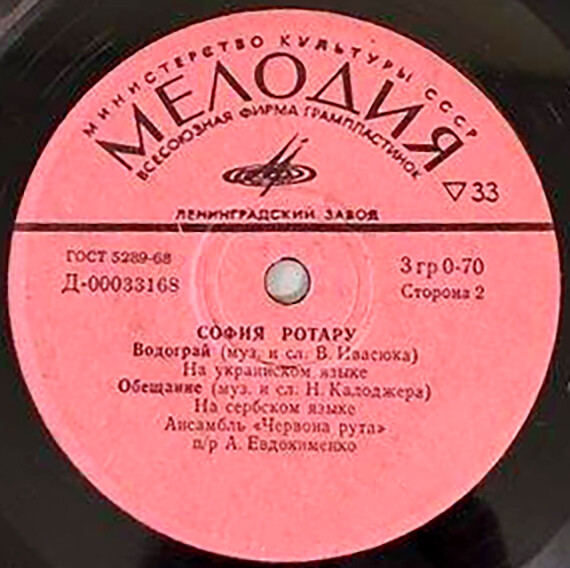 МИНИСТЕРСТВО КУЛЬТУРЫ СССР
МЕЛОДИЯ
ВСЕСОЮЗНАЯ ФИРМА ГРАМПЛАСТИНОК
▽33
ЛЕНИНГРАДСКИЙ ЗАВОД
ГОСТ 5289-68
Д-00033168
3 гр 0-70
Сторона 2
СОФИЯ РОТАРУ
Водограй (муз. и сл. В. Ивасюка)
На украинском языке
Обещание (муз. и сл. Н. Калоджера)
На сербском языке
Ансамбль «Червона рута»
п/р А. Евдокименко